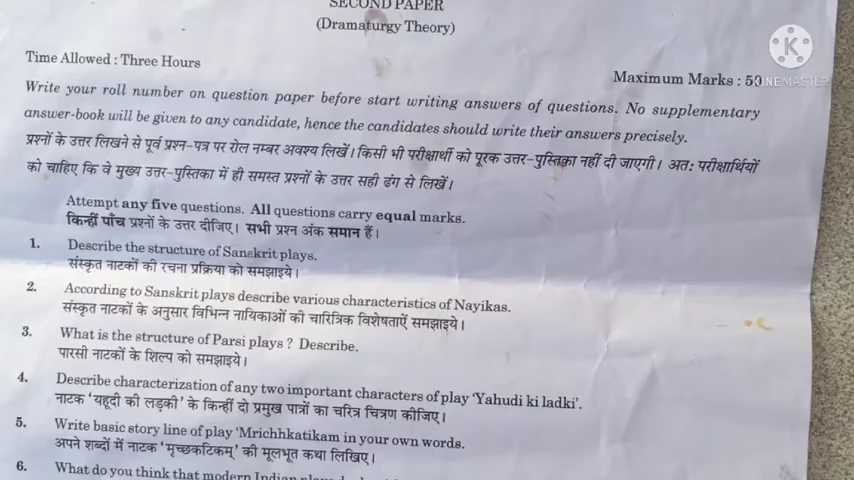 SECOND PAPER
(Dramaturgy Theory)
K
KINEMASTER
Time Allowed : Three Hours
Maximum Marks : 50
Write your roll number on question paper before start writing answers of questions. No supplementary
answer-book will be given to any candidate, hence the candidates should write their answers precisely.
प्रश्नों के उत्तर लिखने से पूर्व प्रश्न-पत्र पर रोल नम्बर अवश्य लिखें। किसी भी परीक्षार्थी को पूरक उत्तर-पुस्तिका नहीं दी जाएगी। अतः परीक्षार्थियों
को चाहिए कि वे मुख्य उत्तर-पुस्तिका में ही समस्त प्रश्नों के उत्तर सही ढंग से लिखें।
Attempt any five questions. All questions carry equal marks.
किन्हीं पाँच प्रश्नों के उत्तर दीजिए। सभी प्रश्न अंक समान हैं।
1. Describe the structure of Sanskrit plays.
संस्कृत नाटकों की रचना प्रक्रिया को समझाइये।
2. According to Sanskrit plays describe various characteristics of Nayikas.
संस्कृत नाटकों के अनुसार विभिन्न नायिकाओं की चारित्रिक विशेषताऐं समझाइये।
3. What is the structure of Parsi plays ? Describe.
पारसी नाटकों के शिल्प को समझाइये।
4. Describe characterization of any two important characters of play 'Yahudi ki ladki'.
नाटक 'यहूदी की लड़की' के किन्हीं दो प्रमुख पात्रों का चरित्र चित्रण कीजिए।
5. Write basic story line of play 'Mrichhkatikam in your own words.
अपने शब्दों में नाटक 'मृच्छकटिकम्' की मूलभूत कथा लिखिए।
6. What do you think that modern Indian